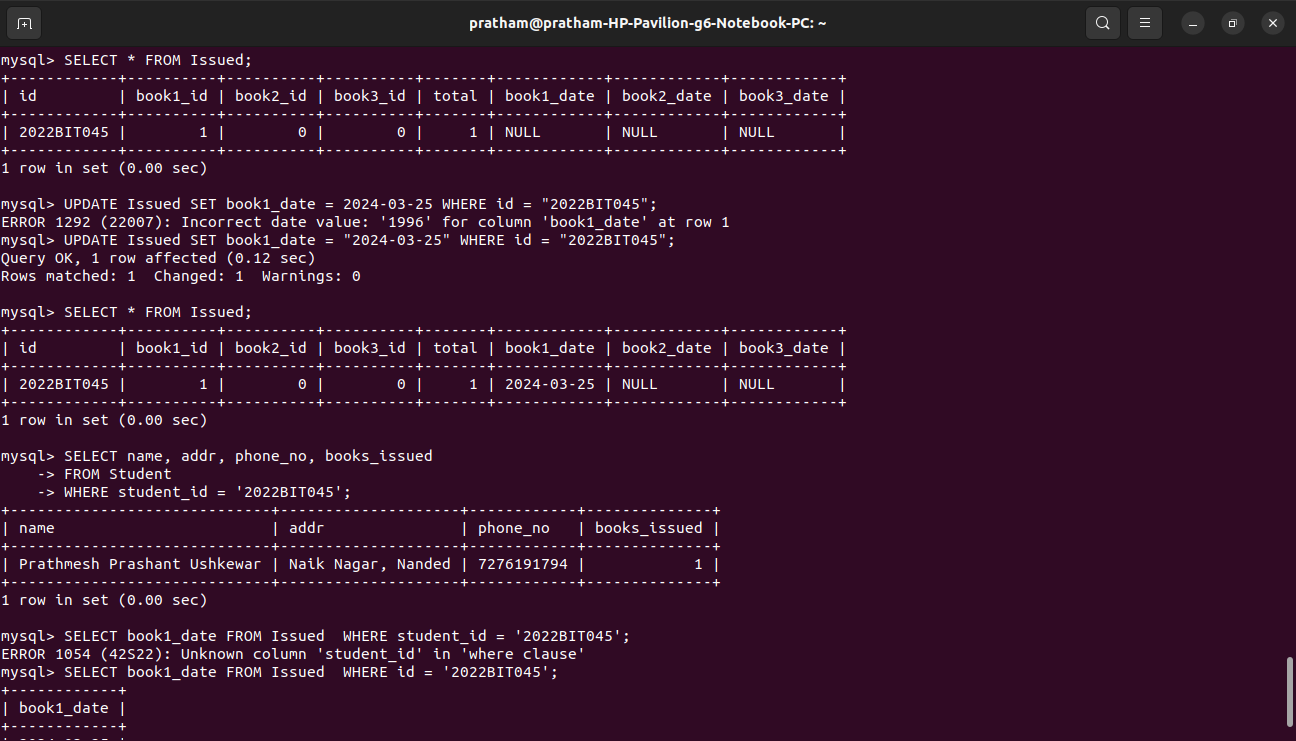 pratham@pratham-HP-Pavilion-g6-Notebook-PC: ~
mysql> SELECT * FROM Issued;
+------------+----------+----------+----------+-------+------------+------------+------------+
| id         | book1_id | book2_id | book3_id | total | book1_date | book2_date | book3_date |
+------------+----------+----------+----------+-------+------------+------------+------------+
| 2022BIT045 |        1 |        0 |        0 |     1 | NULL       | NULL       | NULL       |
+------------+----------+----------+----------+-------+------------+------------+------------+
1 row in set (0.00 sec)

mysql> UPDATE Issued SET book1_date = 2024-03-25 WHERE id = "2022BIT045";
ERROR 1292 (22007): Incorrect date value: '1996' for column 'book1_date' at row 1
mysql> UPDATE Issued SET book1_date = "2024-03-25" WHERE id = "2022BIT045";
Query OK, 1 row affected (0.12 sec)
Rows matched: 1  Changed: 1  Warnings: 0

mysql> SELECT * FROM Issued;
+------------+----------+----------+----------+-------+------------+------------+------------+
| id         | book1_id | book2_id | book3_id | total | book1_date | book2_date | book3_date |
+------------+----------+----------+----------+-------+------------+------------+------------+
| 2022BIT045 |        1 |        0 |        0 |     1 | 2024-03-25 | NULL       | NULL       |
+------------+----------+----------+----------+-------+------------+------------+------------+
1 row in set (0.00 sec)

mysql> SELECT name, addr, phone_no, books_issued
    -> FROM Student
    -> WHERE student_id = '2022BIT045';
+-----------------------------+--------------------+------------+--------------+
| name                        | addr               | phone_no   | books_issued |
+-----------------------------+--------------------+------------+--------------+
| Prathmesh Prashant Ushkewar | Naik Nagar, Nanded | 7276191794 |            1 |
+-----------------------------+--------------------+------------+--------------+
1 row in set (0.00 sec)

mysql> SELECT book1_date FROM Issued  WHERE student_id = '2022BIT045';
ERROR 1054 (42S22): Unknown column 'student_id' in 'where clause'
mysql> SELECT book1_date FROM Issued  WHERE id = '2022BIT045';
+------------+
| book1_date |
+------------+